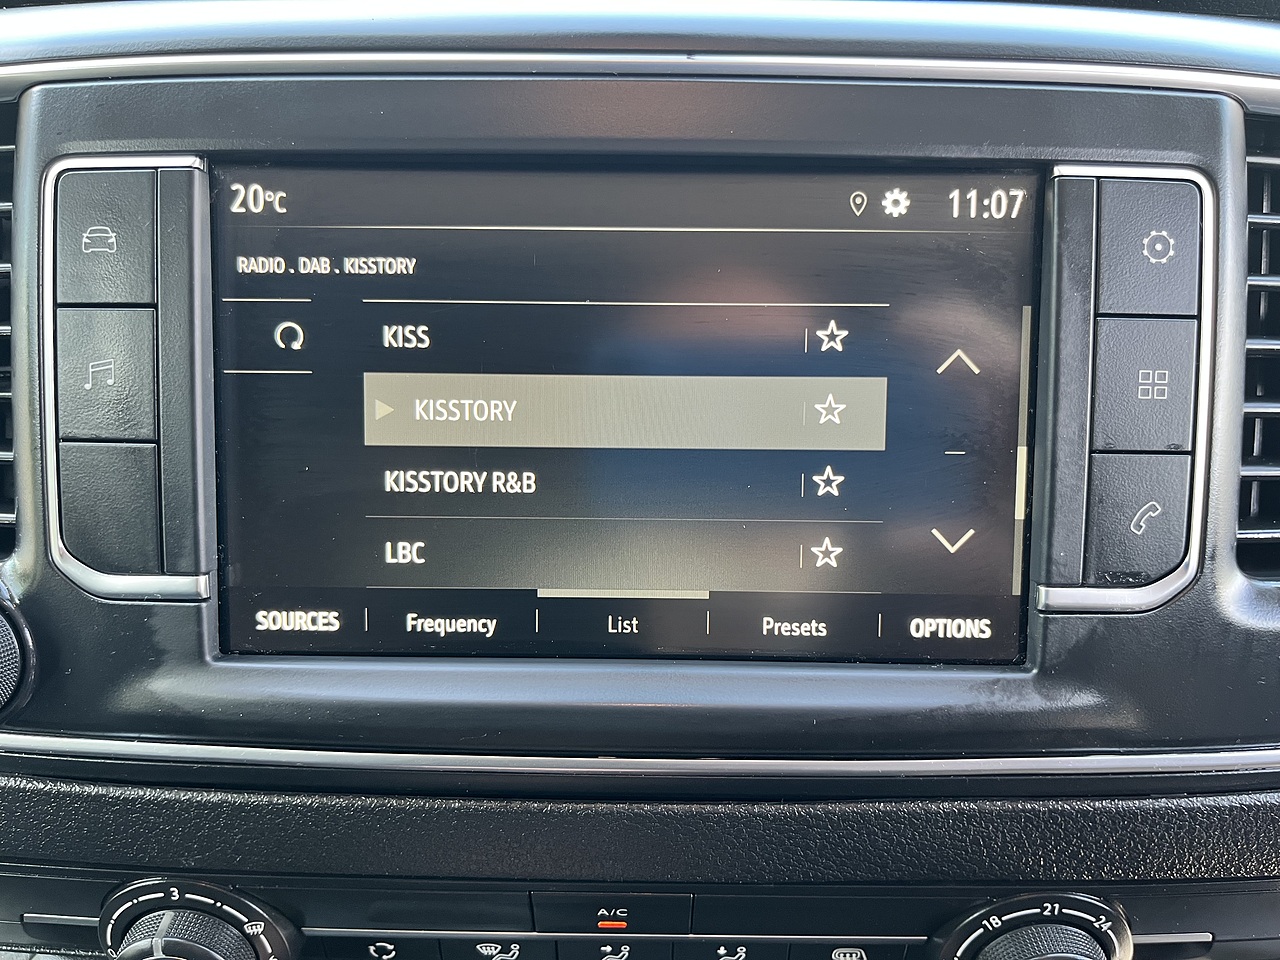 20°C 11:07
RADIO . DAB . KISSTORY
KISS
KISSTORY
KISSTORY R&B
LBC
SOURCES Frequency List Presets OPTIONS
3 A/C 18 21 24
0